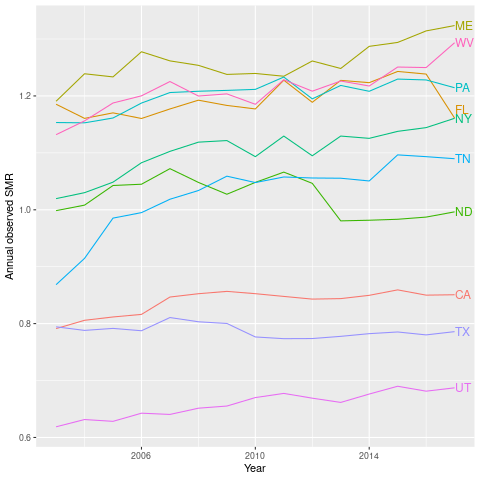 ME
WV
1.2
PA
FL
NY
TN
1.0
ND
Annual observed SMR
CA
0.8
TX
UT
0.6
2006
2010
2014
Year